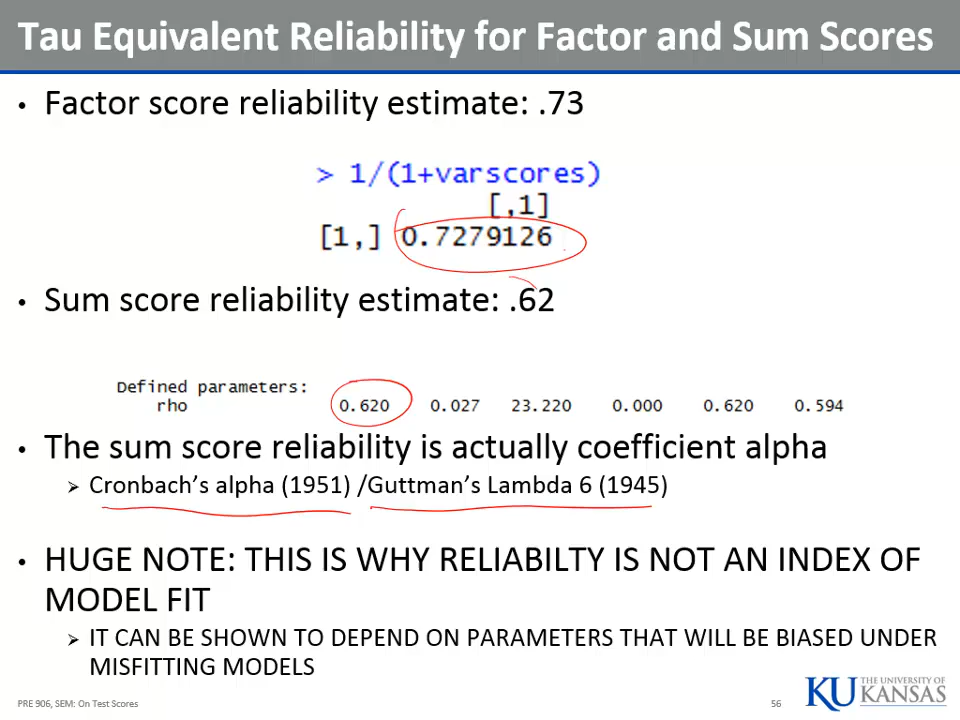 Tau Equivalent Reliability for Factor and Sum Scores
• Factor score reliability estimate: .73
> 1/(1+varscores)
[,1]
[1,] 0.7279126
• Sum score reliability estimate: .62
Defined parameters:
rho 0.620 0.027 23.220 0.000 0.620 0.594
• The sum score reliability is actually coefficient alpha
➢ Cronbach's alpha (1951) /Guttman's Lambda 6 (1945)
• HUGE NOTE: THIS IS WHY RELIABILTY IS NOT AN INDEX OF
MODEL FIT
➢ IT CAN BE SHOWN TO DEPEND ON PARAMETERS THAT WILL BE BIASED UNDER
MISFITTING MODELS
PRE 906, SEM: On Test Scores
56
KU THE UNIVERSITY OF
KANSAS